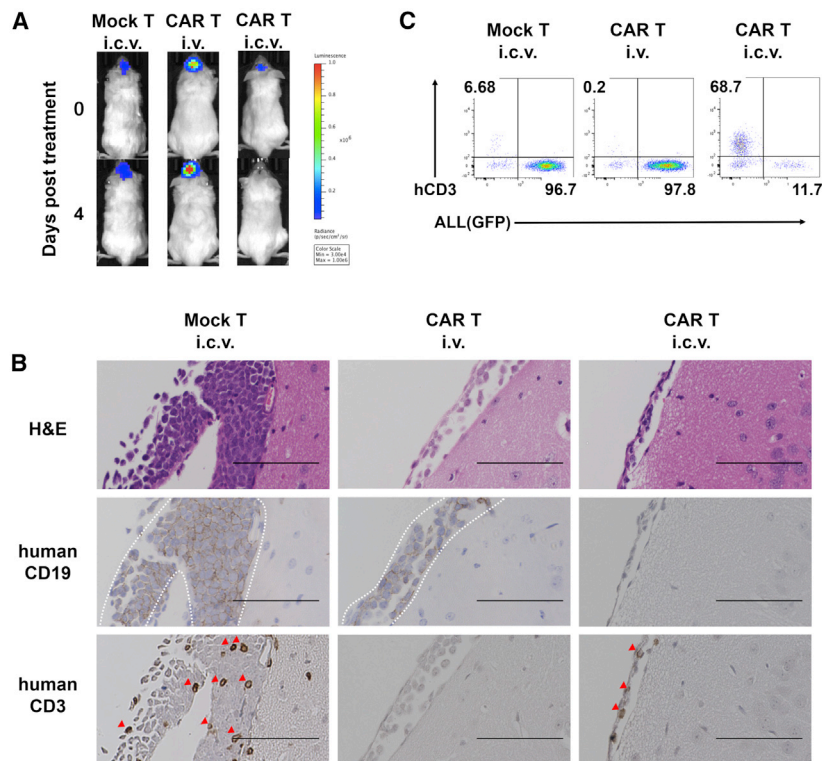 A
Mock T
i.c.v.
CAR T
i.v.
CAR T
i.c.v.
Days post treatment
0
4
Luminescence
1.0
0.8
0.6
x10⁶
0.4
0.2
Radiance
(p/sec/cm²/sr)
Color Scale
Min = 3.00e4
Max = 1.00e6
C
Mock T
i.c.v.
CAR T
i.v.
CAR T
i.c.v.
6.68
0.2
68.7
hCD3
96.7
97.8
11.7
ALL(GFP)
Mock T
i.c.v.
CAR T
i.v.
CAR T
i.c.v.
B
H&E
human
CD19
human
CD3